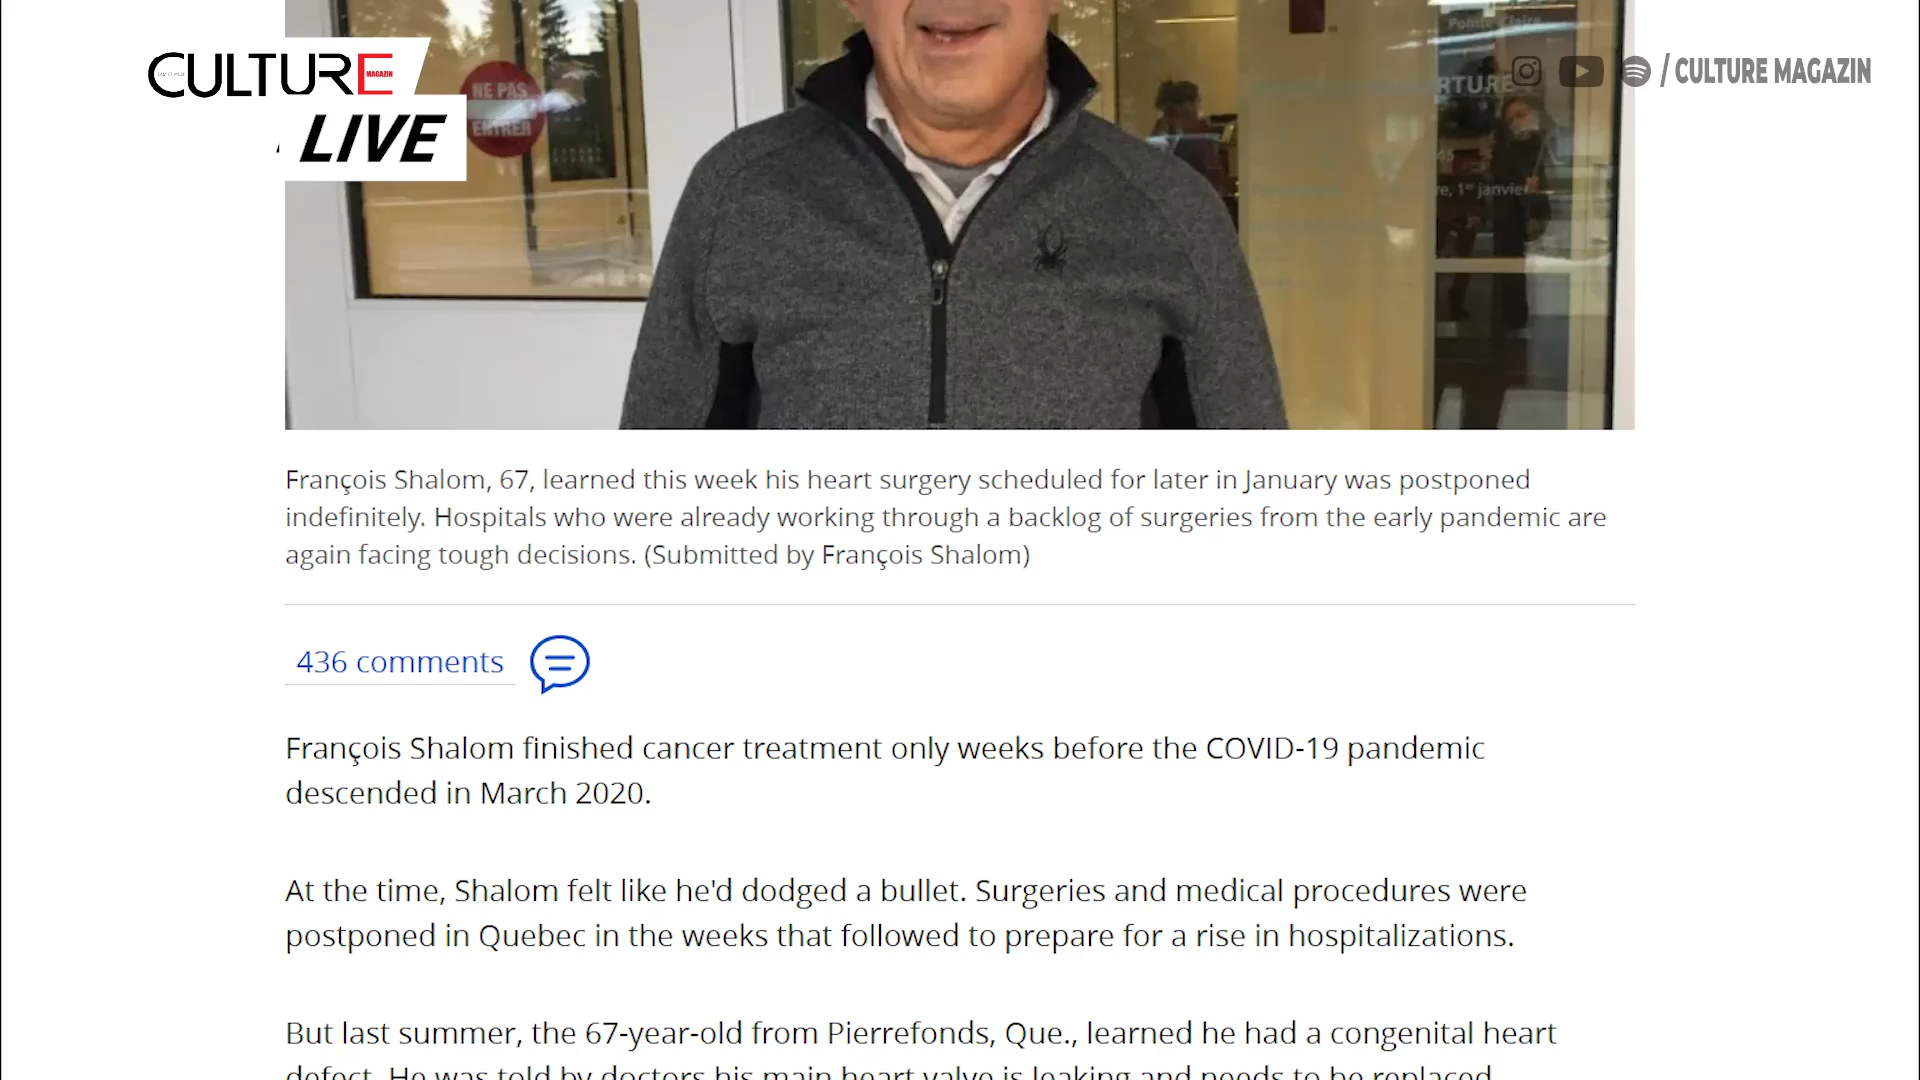 CULTURE
MAGAZIN
LIVE
NE PAS
ENTRER
Pointe-Claire
RTURE
re, 1er janvier
/ CULTURE MAGAZIN
François Shalom, 67, learned this week his heart surgery scheduled for later in January was postponed
indefinitely. Hospitals who were already working through a backlog of surgeries from the early pandemic are
again facing tough decisions. (Submitted by François Shalom)
436 comments
François Shalom finished cancer treatment only weeks before the COVID-19 pandemic
descended in March 2020.
At the time, Shalom felt like he'd dodged a bullet. Surgeries and medical procedures were
postponed in Quebec in the weeks that followed to prepare for a rise in hospitalizations.
But last summer, the 67-year-old from Pierrefonds, Que., learned he had a congenital heart
defect. He was told by doctors his main heart valve is leaking and needs to be replaced.